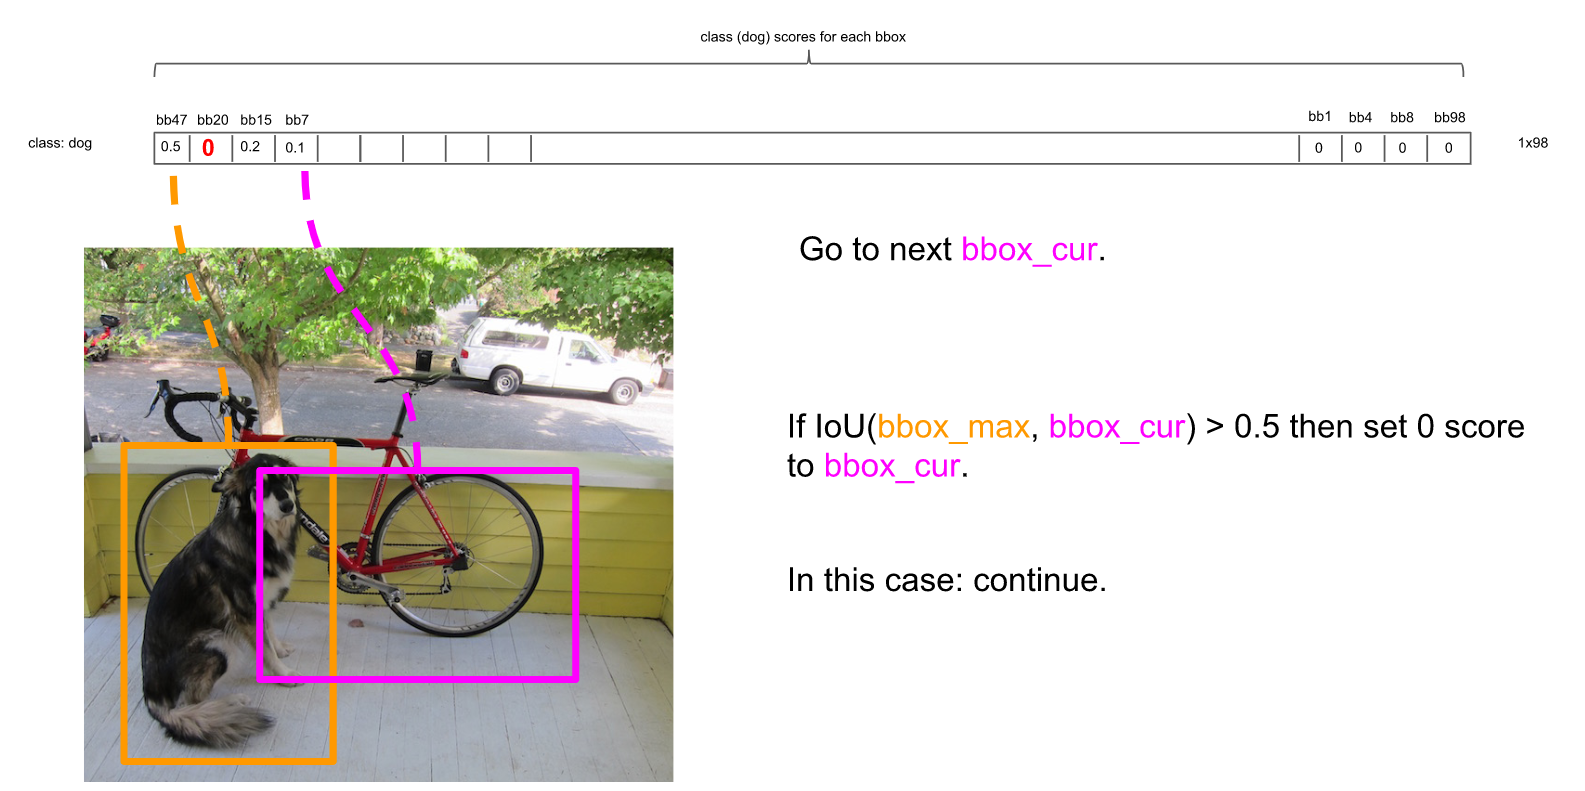 class (dog) scores for each bbox
bb47 bb20 bb15 bb7 bb1 bb4 bb8 bb98
class: dog 0.5 0 0.2 0.1 0 0 0 0 1x98
Go to next bbox_cur.
If IoU(bbox_max, bbox_cur) > 0.5 then set 0 score
to bbox_cur.
In this case: continue.